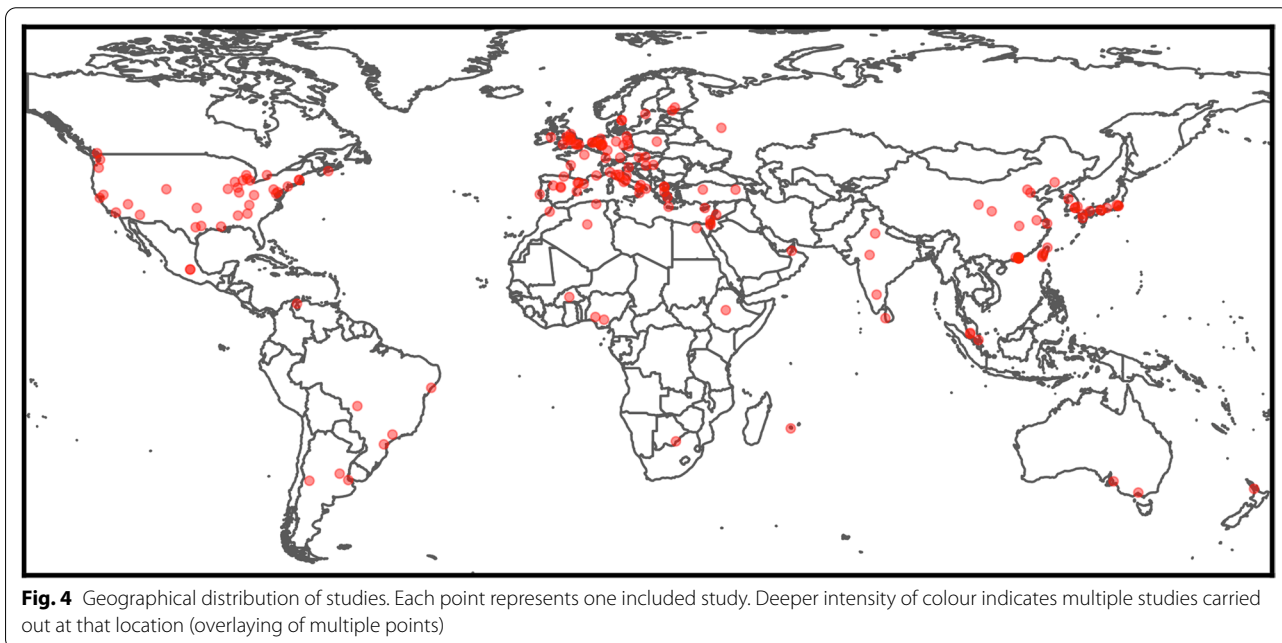 Fig. 4 Geographical distribution of studies. Each point represents one included study. Deeper intensity of colour indicates multiple studies carried
out at that location (overlaying of multiple points)